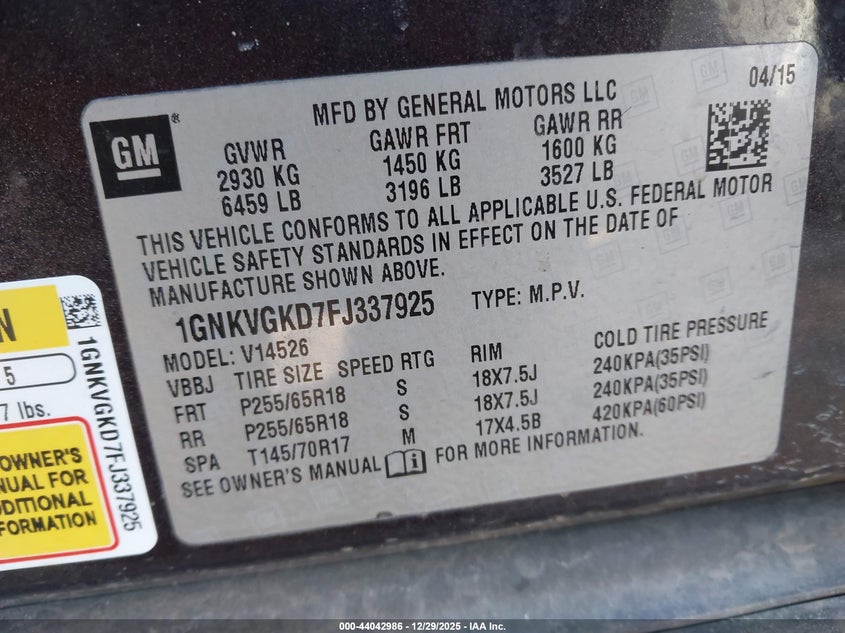 04/15
MFD BY GENERAL MOTORS LLC
GM
®
GVWR GAWR FRT GAWR RR
2930 KG 1450 KG 1600 KG
6459 LB 3196 LB 3527 LB
THIS VEHICLE CONFORMS TO ALL APPLICABLE U.S. FEDERAL MOTOR
VEHICLE SAFETY STANDARDS IN EFFECT ON THE DATE OF
MANUFACTURE SHOWN ABOVE.
1GNKVGKD7FJ337925 TYPE: M.P.V.
MODEL: V14526
VBBJ TIRE SIZE SPEED RTG RIM COLD TIRE PRESSURE
FRT P255/65R18 S 18X7.5J 240KPA(35PSI)
RR P255/65R18 S 18X7.5J 240KPA(35PSI)
SPA T145/70R17 M 17X4.5B 420KPA(60PSI)
SEE OWNER'S MANUAL i FOR MORE INFORMATION.
N
5
7 lbs.
OWNER'S
FOR
1GNKVGKD7FJ337925
000-44042986 - 12/29/2025 - IAA Inc.